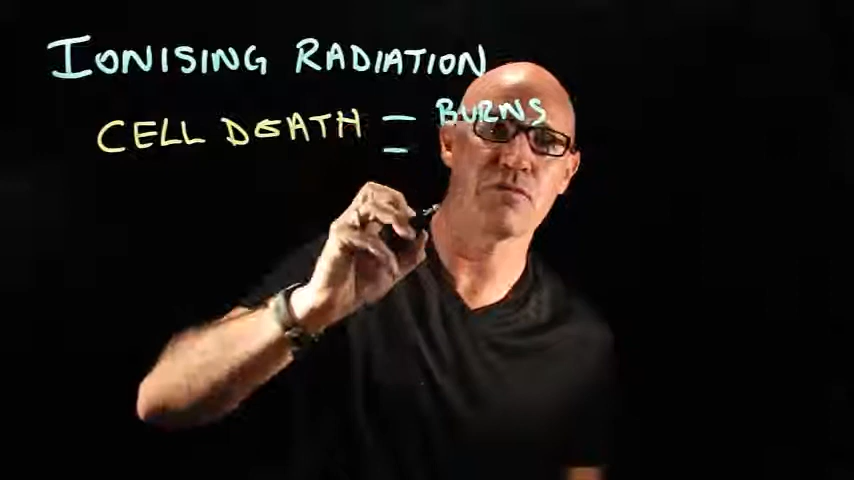 IONISING RADIATION
CELL DEATH = BURNS